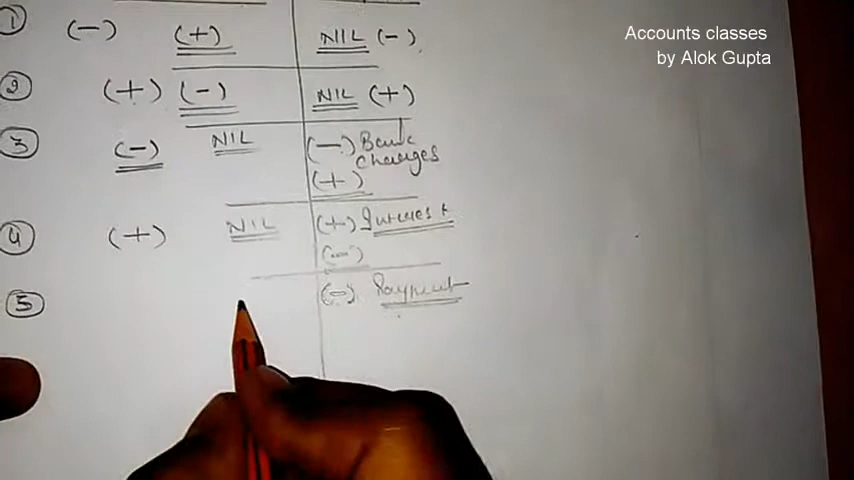 Accounts classes
by Alok Gupta
1 (-) (+) NIL (-)
2 (+) (-) NIL (+)
3 (-) NIL (-) Bank
charges
(+)
4 (+) NIL (+) Interest
(-)
5 (-) Payment